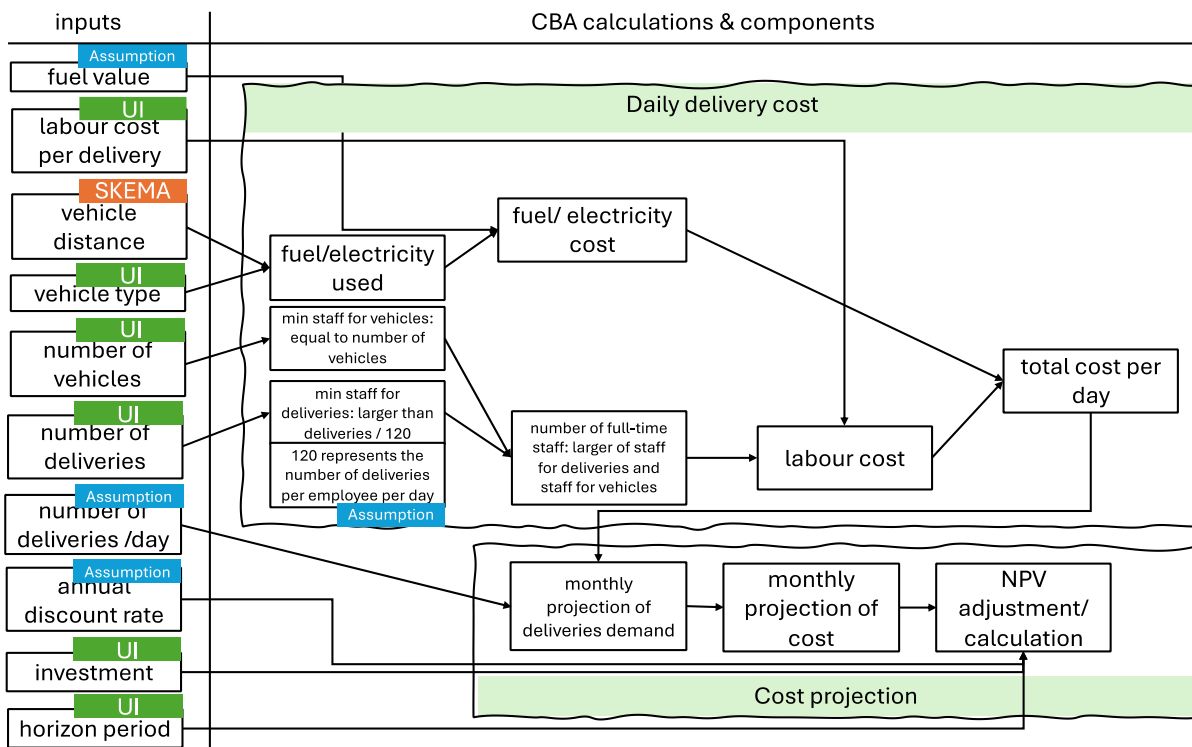 inputs
CBA calculations & components
Assumption
fuel value
UI
labour cost
per delivery
SKEMA
vehicle
distance
UI
vehicle type
UI
number of
vehicles
UI
number of
deliveries
Assumption
number of
deliveries /day
Assumption
annual
discount rate
UI
investment
UI
horizon period
Daily delivery cost
fuel/ electricity
cost
fuel/electricity
used
min staff for vehicles:
equal to number of
vehicles
min staff for
deliveries: larger than
deliveries / 120
120 represents the
number of deliveries
per employee per day
Assumption
number of full-time
staff: larger of staff
for deliveries and
staff for vehicles
labour cost
total cost per
day
monthly
projection of
deliveries demand
monthly
projection of
cost
NPV
adjustment/
calculation
Cost projection